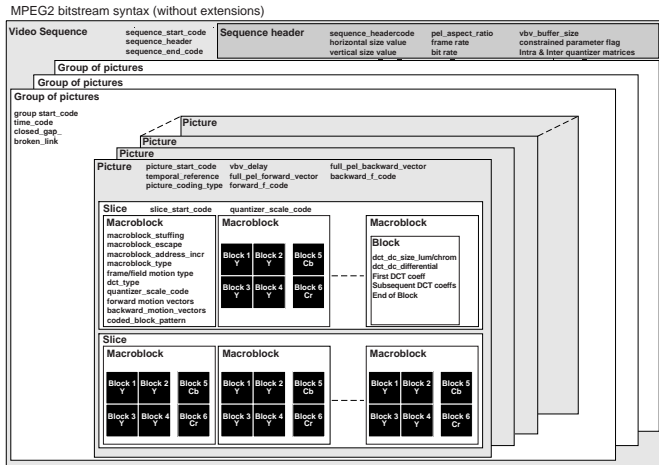 MPEG2 bitstream syntax (without extensions)
Video Sequence
sequence_start_code
sequence_header
sequence_end_code
Sequence header
sequence_headercode
horizontal size value
vertical size value
pel_aspect_ratio
frame rate
bit rate
vbv_buffer_size
constrained parameter flag
Intra & Inter quantizer matrices
Group of pictures
Group of pictures
Group of pictures
group start_code
time_code
closed_gap_
broken_link
Picture
Picture
Picture
Picture
picture_start_code
temporal_reference
picture_coding_type
vbv_delay
full_pel_forward_vector
forward_f_code
full_pel_backward_vector
backward_f_code
Slice
slice_start_code
quantizer_scale_code
Macroblock
macroblock_stuffing
macroblock_escape
macroblock_address_incr
macroblock_type
frame/field motion type
dct_type
quantizer_scale_code
forward motion vectors
backward_motion_vectors
coded_block_pattern
Macroblock
Block 1
Y
Block 2
Y
Block 5
Cb
Block 3
Y
Block 4
Y
Block 6
Cr
Macroblock
Block
dct_dc_size_lum/chrom
dct_dc_differential
First DCT coeff
Subsequent DCT coeffs
End of Block
Slice
Macroblock
Block 1
Y
Block 2
Y
Block 5
Cb
Block 3
Y
Block 4
Y
Block 6
Cr
Macroblock
Block 1
Y
Block 2
Y
Block 5
Cb
Block 3
Y
Block 4
Y
Block 6
Cr
Macroblock
Block 1
Y
Block 2
Y
Block 5
Cb
Block 3
Y
Block 4
Y
Block 6
Cr